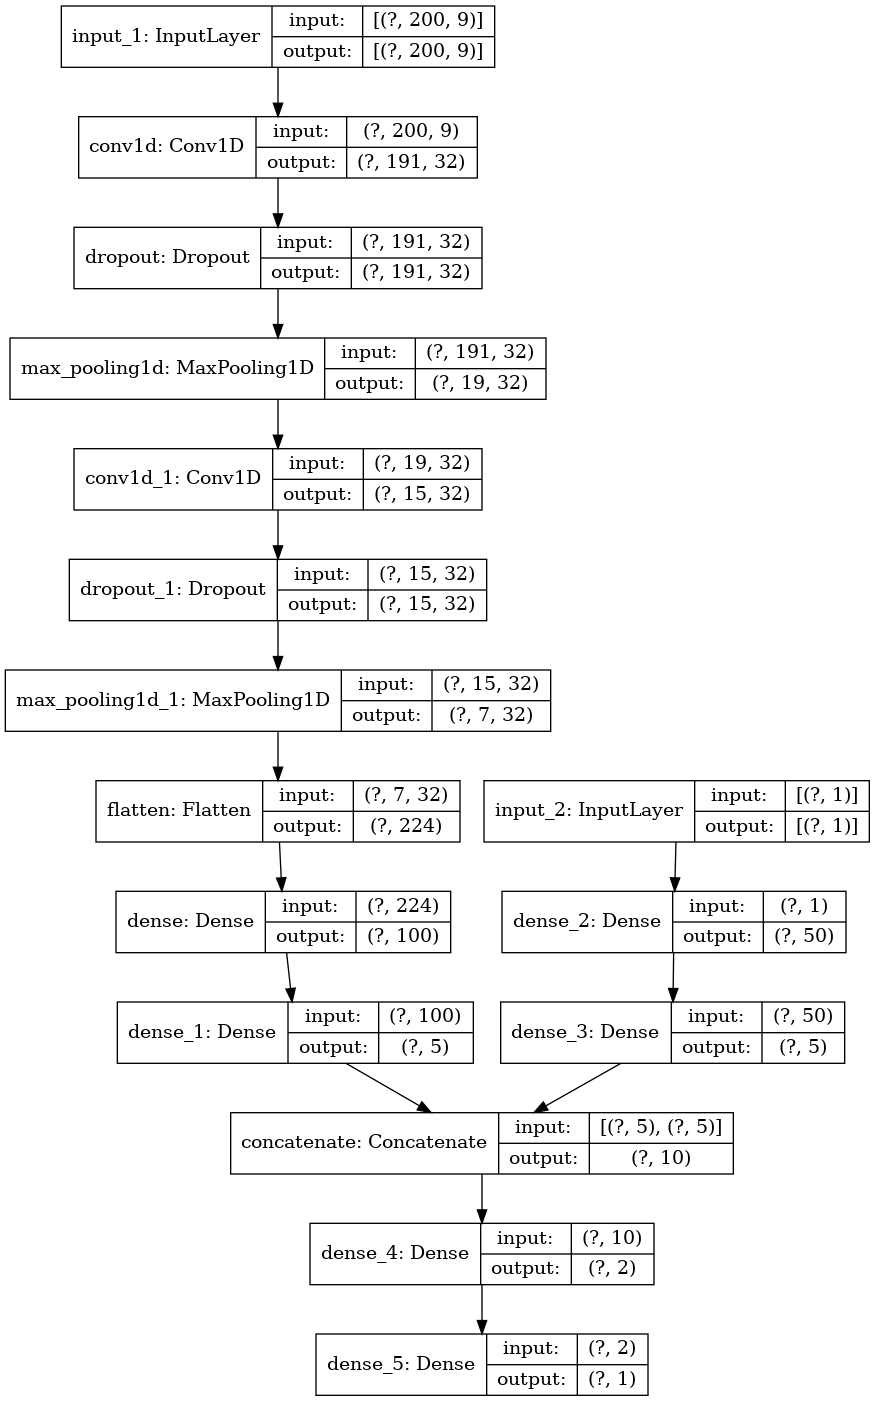 input_1: InputLayer
input: [(?, 200, 9)]
output: [(?, 200, 9)]
conv1d: Conv1D
input: (?, 200, 9)
output: (?, 191, 32)
dropout: Dropout
input: (?, 191, 32)
output: (?, 191, 32)
max_pooling1d: MaxPooling1D
input: (?, 191, 32)
output: (?, 19, 32)
conv1d_1: Conv1D
input: (?, 19, 32)
output: (?, 15, 32)
dropout_1: Dropout
input: (?, 15, 32)
output: (?, 15, 32)
max_pooling1d_1: MaxPooling1D
input: (?, 15, 32)
output: (?, 7, 32)
flatten: Flatten
input: (?, 7, 32)
output: (?, 224)
input_2: InputLayer
input: [(?, 1)]
output: [(?, 1)]
dense: Dense
input: (?, 224)
output: (?, 100)
dense_2: Dense
input: (?, 1)
output: (?, 50)
dense_1: Dense
input: (?, 100)
output: (?, 5)
dense_3: Dense
input: (?, 50)
output: (?, 5)
concatenate: Concatenate
input: [(?, 5), (?, 5)]
output: (?, 10)
dense_4: Dense
input: (?, 10)
output: (?, 2)
dense_5: Dense
input: (?, 2)
output: (?, 1)